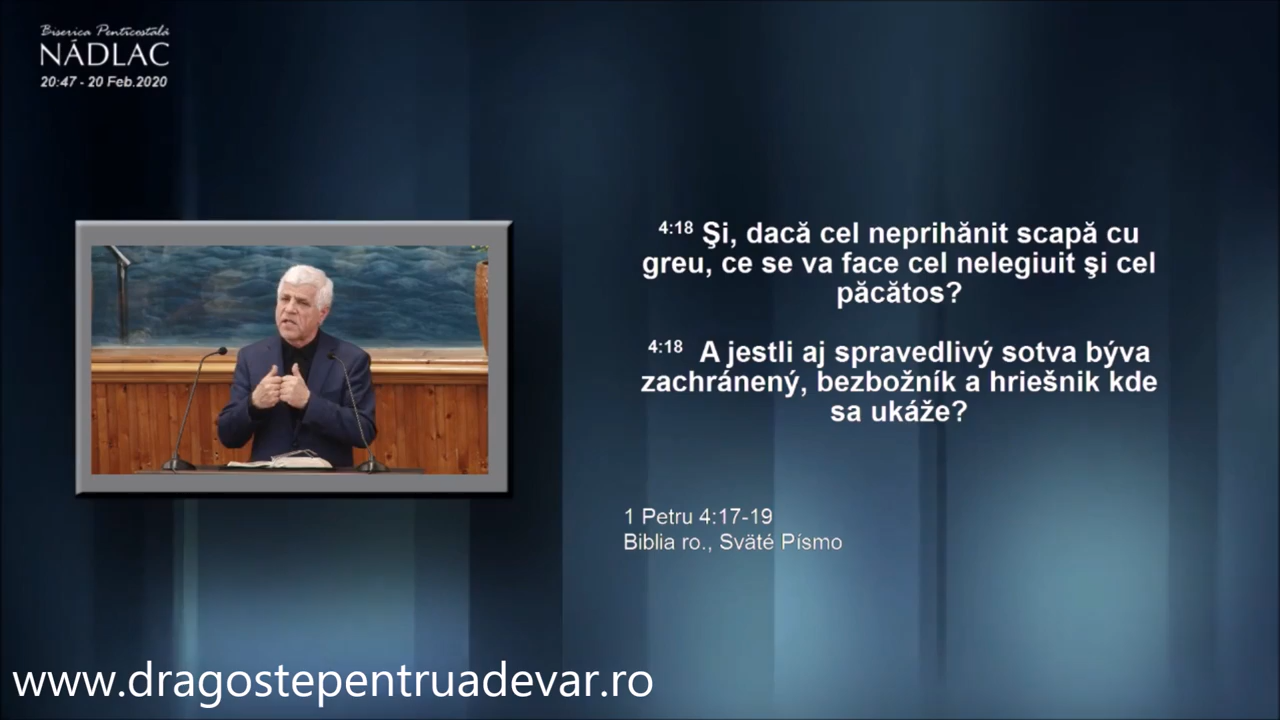 Biserica Penticostală
NĂDLAC
20:47 - 20 Feb.2020
4:18 Şi, dacă cel neprihănit scapă cu
greu, ce se va face cel nelegiuit şi cel
păcătos?
4:18 A jestli aj spravedlivý sotva býva
zachránený, bezbožník a hriešnik kde
sa ukáže?
1 Petru 4:17-19
Biblia ro., Sväté Písmo
www.dragostepentruadevar.ro